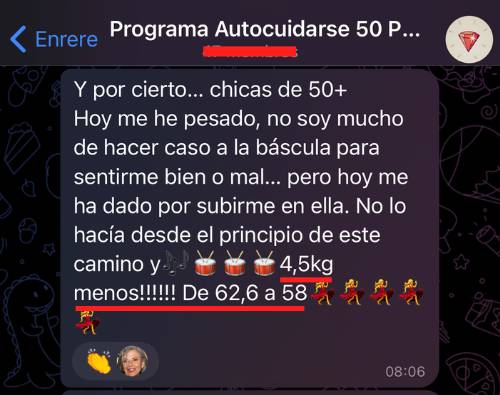 Enrere
Programa Autocuidarse 50 P...
Y por cierto... chicas de 50+
Hoy me he pesado, no soy mucho
de hacer caso a la báscula para
sentirme bien o mal... pero hoy me
ha dado por subirme en ella. No lo
hacía desde el principio de este
camino y🎶🥁🥁🥁4,5kg
menos!!!!!! De 62,6 a 58💃💃💃💃
💃
👏
08:06